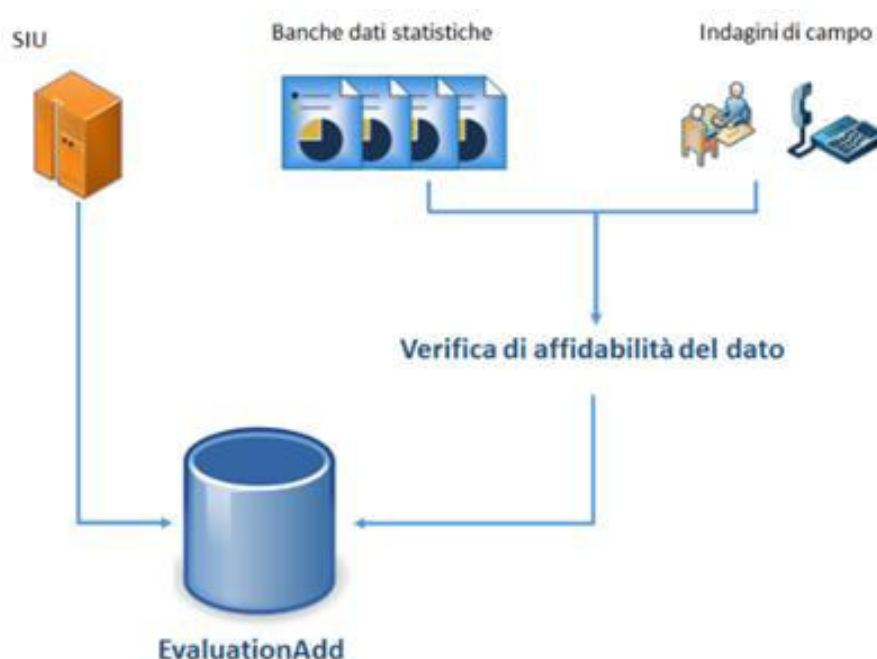 SIU
Banche dati statistiche
Indagini di campo
Verifica di affidabilità del dato
EvaluationAdd